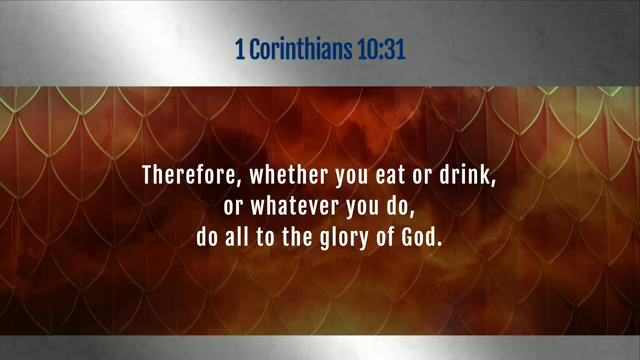 1 Corinthians 10:31
Therefore, whether you eat or drink,
or whatever you do,
do all to the glory of God.